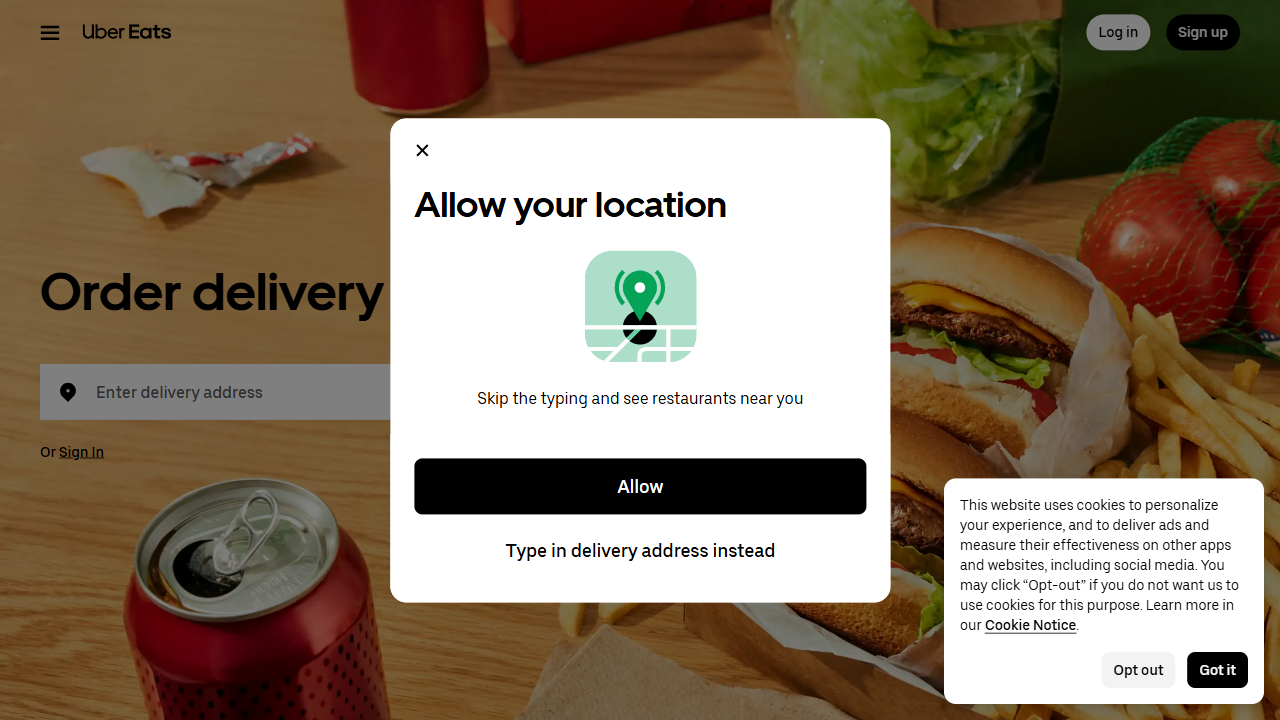 Uber Eats
Log in
Sign up
Allow your location
Order delivery
Skip the typing and see restaurants near you
Enter delivery address
Or Sign In
Allow
Type in delivery address instead
This website uses cookies to personalize
your experience, and to deliver ads and
measure their effectiveness on other apps
and websites, including social media. You
may click “Opt-out” if you do not want us to
use cookies for this purpose. Learn more in
our Cookie Notice.
Opt out
Got it